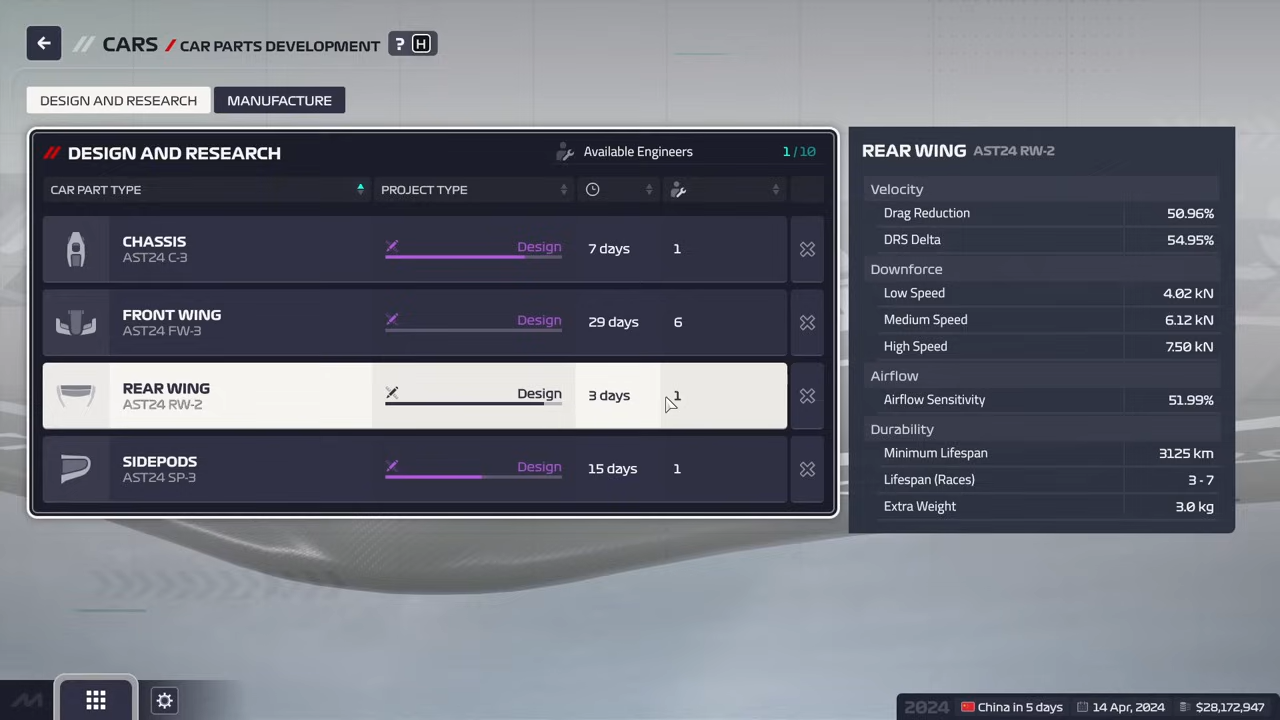 CARS / CAR PARTS DEVELOPMENT ? H
DESIGN AND RESEARCH MANUFACTURE
DESIGN AND RESEARCH Available Engineers 1/10
CAR PART TYPE PROJECT TYPE
CHASSIS
AST24 C-3
Design 7 days 1
FRONT WING
AST24 FW-3
Design 29 days 6
REAR WING
AST24 RW-2
Design 3 days 1
SIDEPODS
AST24 SP-3
Design 15 days 1
REAR WING AST24 RW-2
Velocity
Drag Reduction 50.96%
DRS Delta 54.95%
Downforce
Low Speed 4.02 kN
Medium Speed 6.12 kN
High Speed 7.50 kN
Airflow
Airflow Sensitivity 51.99%
Durability
Minimum Lifespan 3125 km
Lifespan (Races) 3 - 7
Extra Weight 3.0 kg
2024 China in 5 days 14 Apr, 2024 $28,172,947